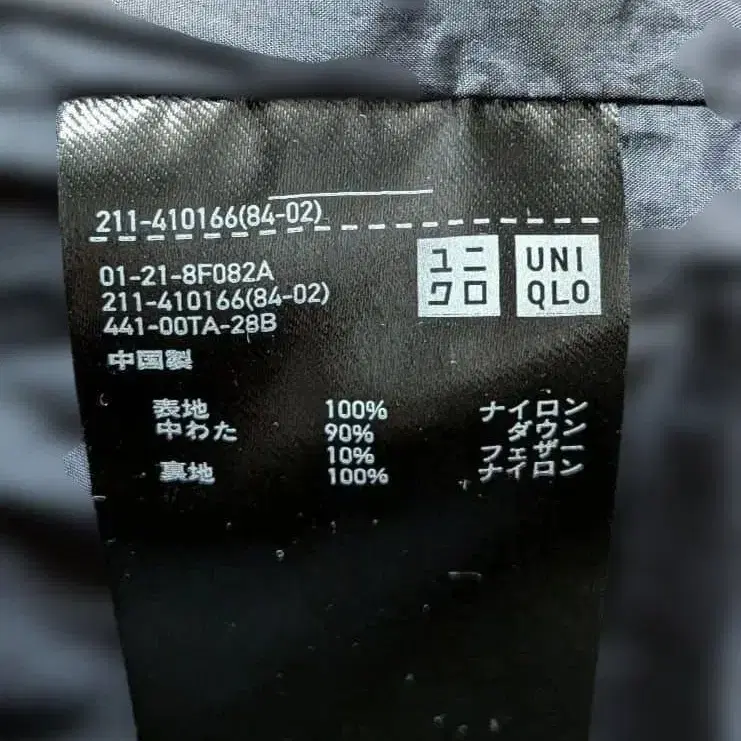 211-410166(84-02)
01-21-8F082A
211-410166(84-02)
441-00TA-28B
中国製
ユニ
クロ
UNI
QLO
表地 100% ナイロン
中わた 90% ダウン
10% フェザー
裏地 100% ナイロン